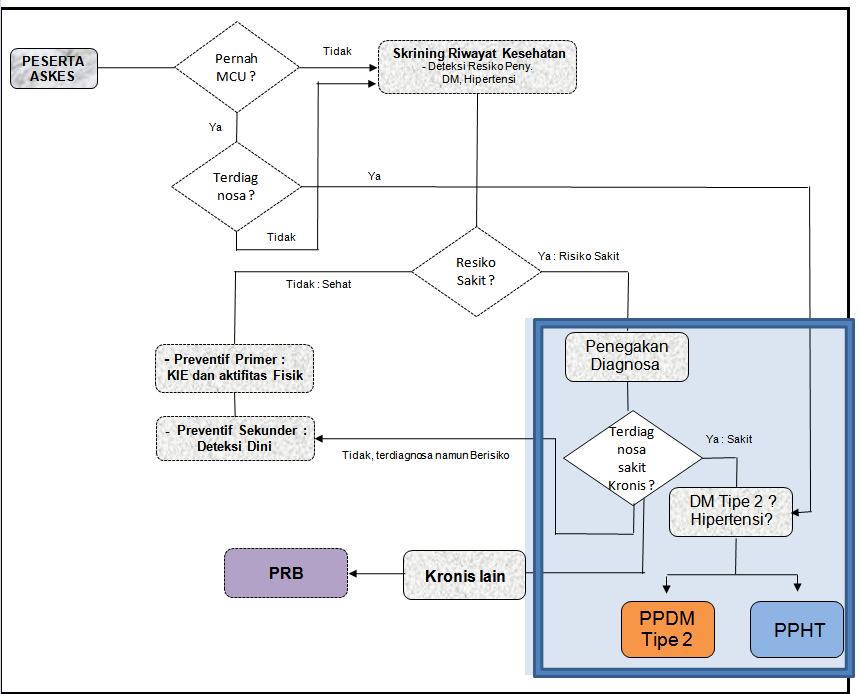 PESERTA
ASKES
Pernah
MCU ?
Tidak
Skrining Riwayat Kesehatan
- Deteksi Resiko Peny.
DM, Hipertensi
Ya
Terdiag
nosa ?
Ya
Tidak
Resiko
Sakit ?
Ya : Risiko Sakit
Tidak : Sehat
Penegakan
Diagnosa
- Preventif Primer :
KIE dan aktifitas Fisik
- Preventif Sekunder :
Deteksi Dini
Terdiag
nosa
sakit
Kronis ?
Ya : Sakit
Tidak, terdiagnosa namun Berisiko
DM Tipe 2 ?
Hipertensi?
PRB
Kronis lain
PPDM
Tipe 2
PPHT